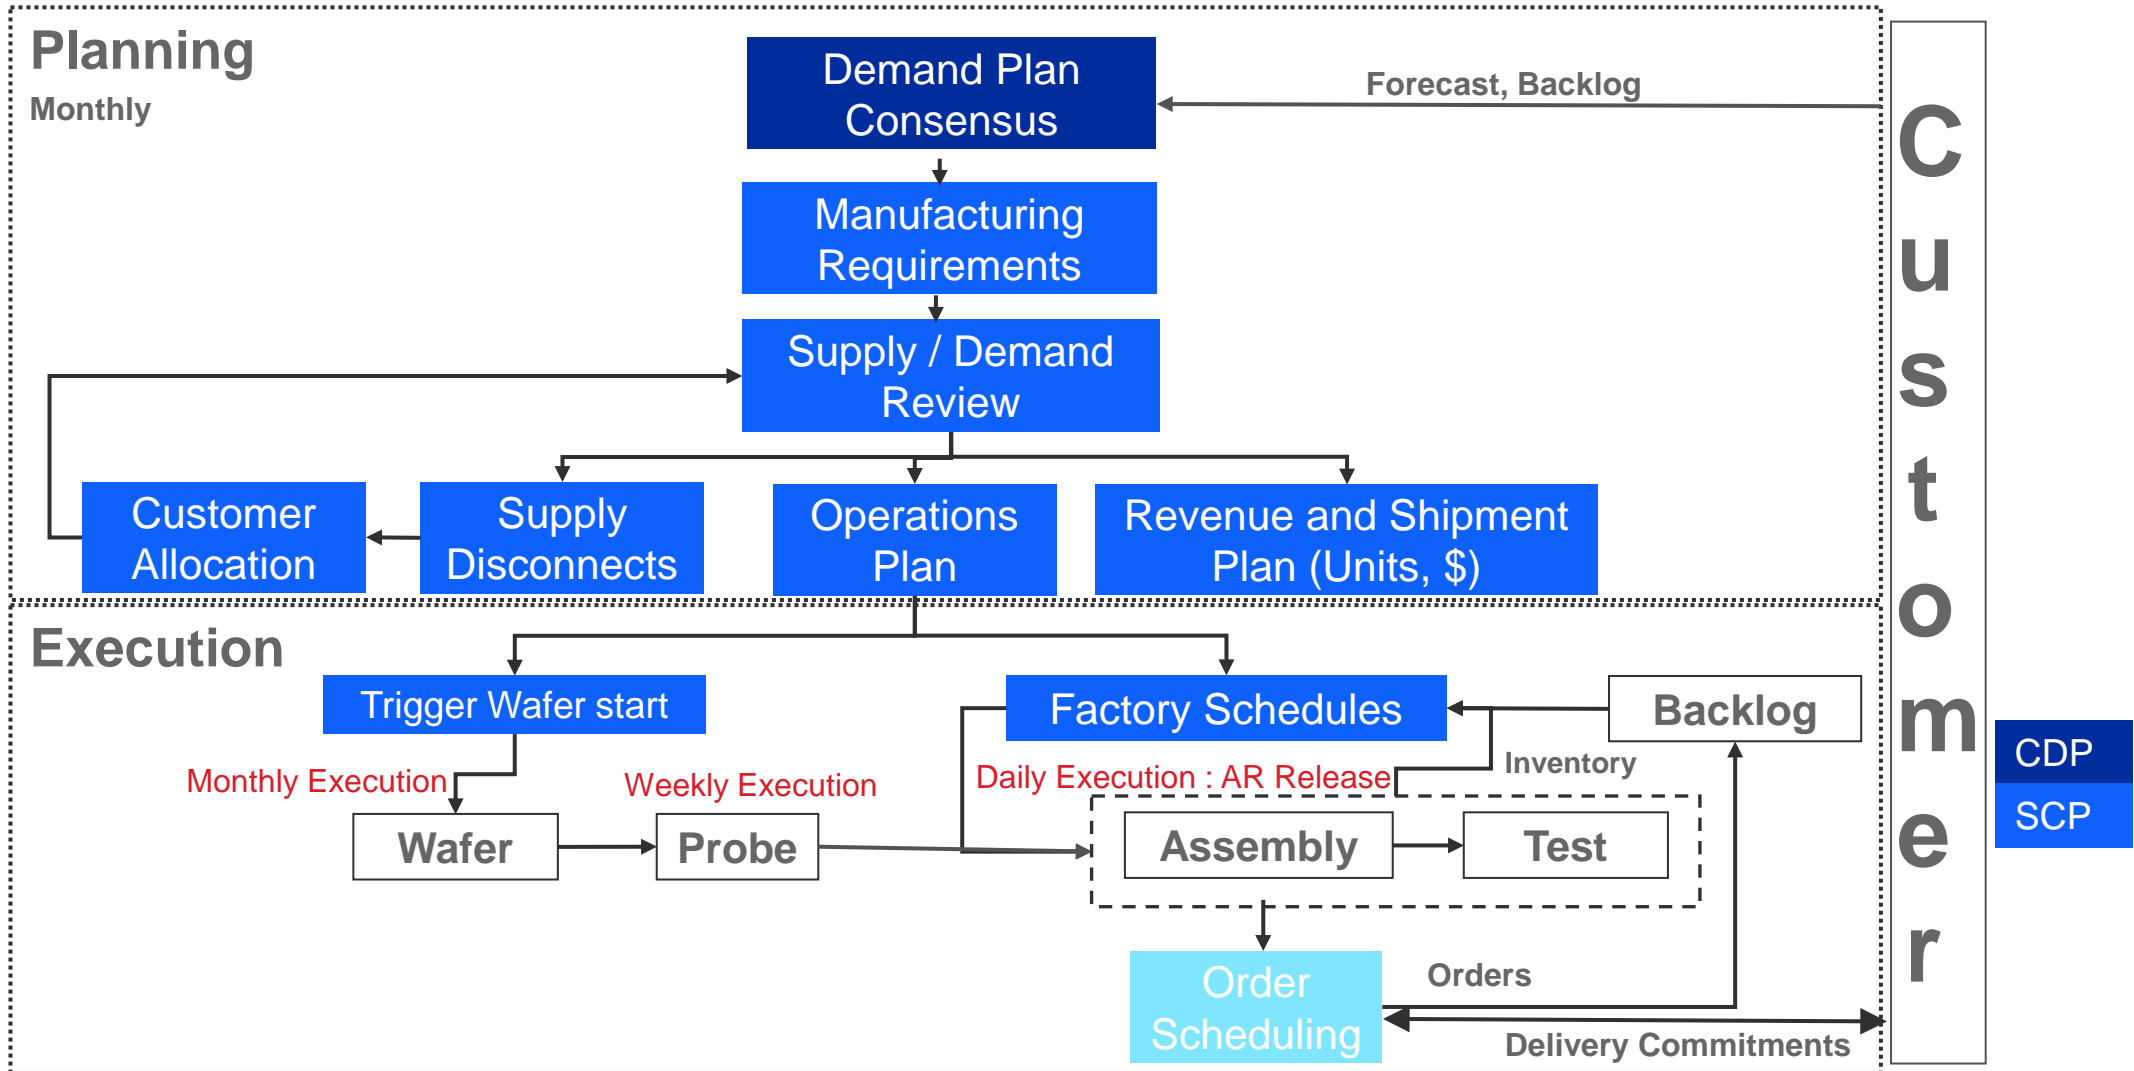 Planning
Monthly
Demand Plan
Consensus
Forecast, Backlog
Manufacturing
Requirements
Supply / Demand
Review
Customer
Allocation
Supply
Disconnects
Operations
Plan
Revenue and Shipment
Plan (Units, $)
Execution
Trigger Wafer start
Factory Schedules
Backlog
Monthly Execution
Weekly Execution
Daily Execution : AR Release
Inventory
Wafer
Probe
Assembly
Test
Order
Scheduling
Orders
Delivery Commitments
Customer
CDP
SCP